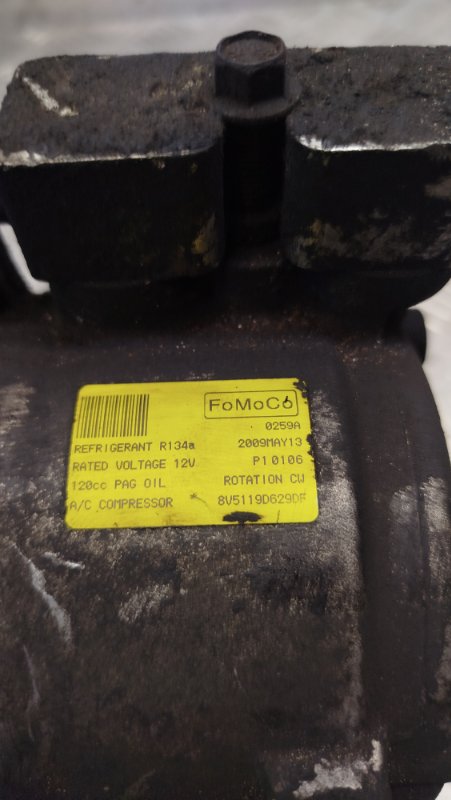 FoMoCo
0259A
REFRIGERANT R134a 2009MAY13
RATED VOLTAGE 12V P10106
120cc PAG OIL ROTATION CW
A/C COMPRESSOR 8V5119D629DF